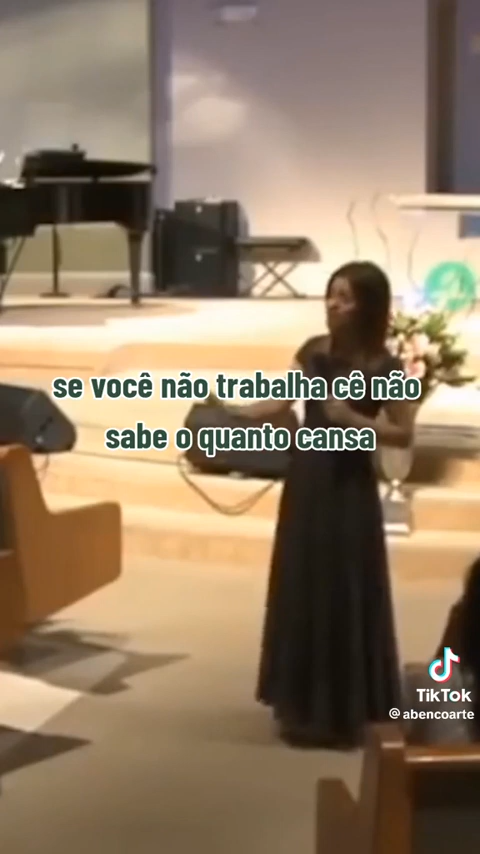 se você não trabalha cê não
sabe o quanto cansa
TikTok
@abencoarte